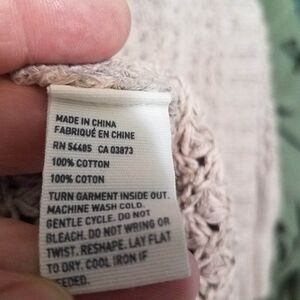 MADE IN CHINA
FABRIQUÉ EN CHINE
RN 54485 CA 03873
100% COTTON
100% COTON
TURN GARMENT INSIDE OUT.
MACHINE WASH COLD.
GENTLE CYCLE. DO NOT
BLEACH. DO NOT WRING OR
TWIST. RESHAPE. LAY FLAT
TO DRY. COOL IRON IF
EEDED.